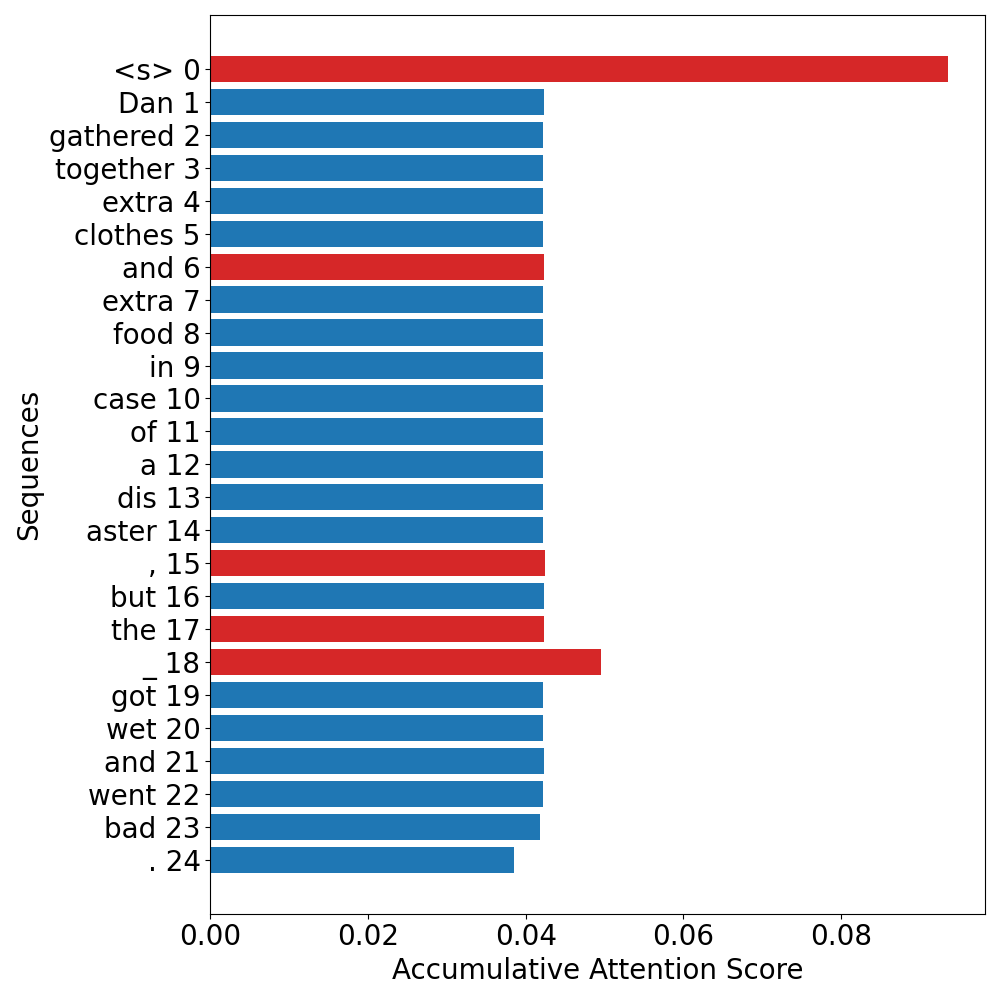 <s> 0
Dan 1
gathered 2
together 3
extra 4
clothes 5
and 6
extra 7
food 8
in 9
case 10
of 11
a 12
dis 13
aster 14
, 15
but 16
the 17
_ 18
got 19
wet 20
and 21
went 22
bad 23
. 24
Sequences
0.00 0.02 0.04 0.06 0.08
Accumulative Attention Score